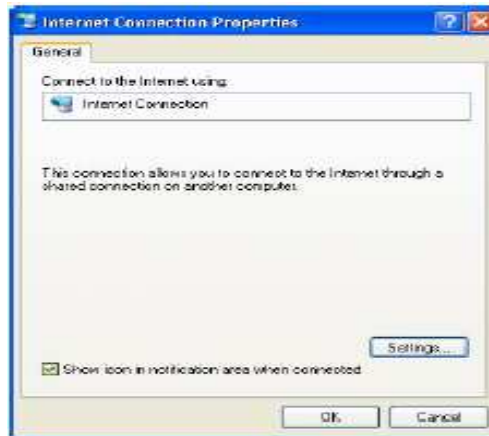 Internet Connection Properties
General
Connect to the Internet using:
Internet Connection
This connection allows you to connect to the Internet through a
shared connection on another computer.
Settings...
Show icon in notification area when connected
OK
Cancel